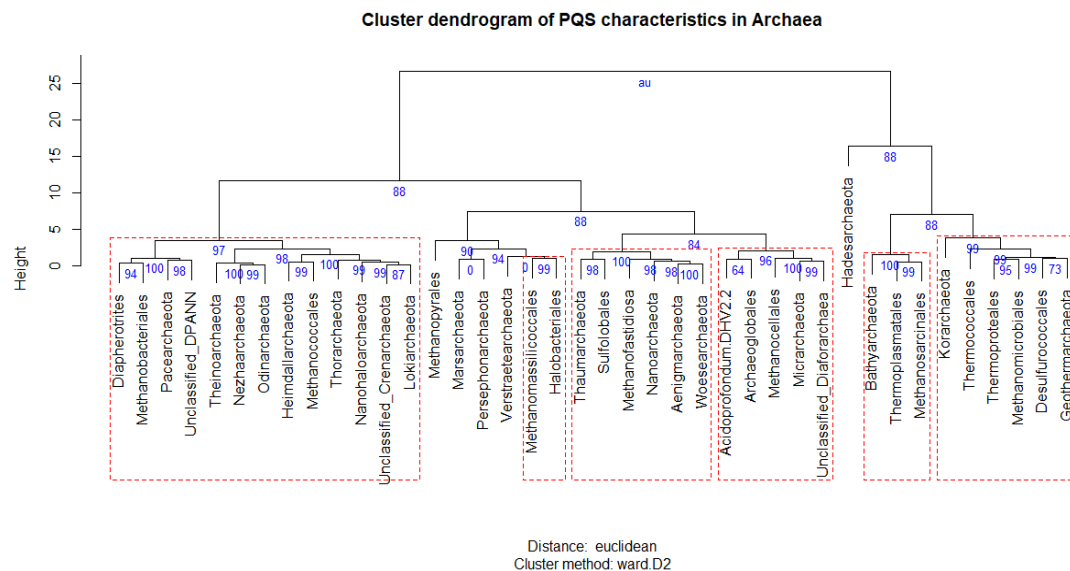 Cluster dendrogram of PQS characteristics in Archaea
Height
25
20
15
10
5
0
au
88
88
88
88
97
90
84
99
94
100
98
98
100
99
100
99
99
99
87
0
94
0
99
98
100
98
98
100
64
96
100
99
100
99
99
95
99
73
Diapherotrites
Methanobacteriales
Pacearchaeota
Unclassified_DPANN
Theinoarchaeota
Nezhaarchaeota
Odinarchaeota
Heimdallarchaeota
Methanococcales
Thorarchaeota
Nanohaloarchaeota
Unclassified_Crenarchaeota
Lokiarchaeota
Methanopyrales
Marsarchaeota
Persephonarchaeota
Verstraetearchaeota
Methanomassilicoccales
Halobacteriales
Thaumarchaeota
Sulfolobales
Methanofastidiosa
Nanoarchaeota
Aenigmarchaeota
Woesearchaeota
Acidoprofondum.DHV2.2
Archaeoglobales
Methanocellales
Micrarchaeota
Unclassified_Diaforarchaea
Hadesarchaeota
Bathyarchaeota
Thermoplasmatales
Methanosarcinales
Korarchaeota
Thermococcales
Thermoproteales
Methanomicrobiales
Desulfurococcales
Geothermarchaeota
Distance: euclidean
Cluster method: ward.D2